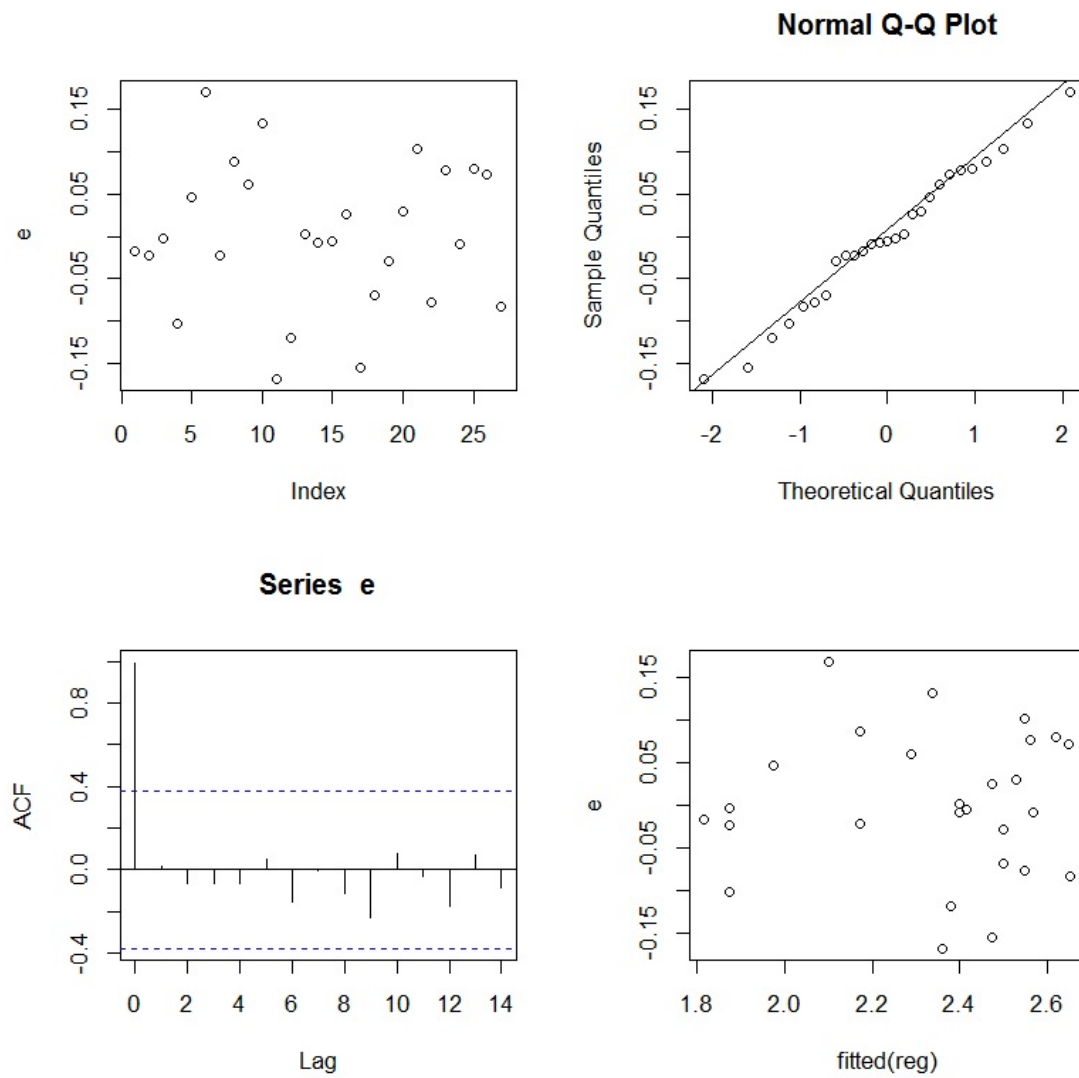 Normal Q-Q Plot
e
-0.15 -0.05 0.05 0.15
0 5 10 15 20 25
Index
Sample Quantiles
-0.15 -0.05 0.05 0.15
-2 -1 0 1 2
Theoretical Quantiles
Series e
ACF
-0.4 0.0 0.4 0.8
0 2 4 6 8 10 12 14
Lag
e
-0.15 -0.05 0.05 0.15
1.8 2.0 2.2 2.4 2.6
fitted(reg)